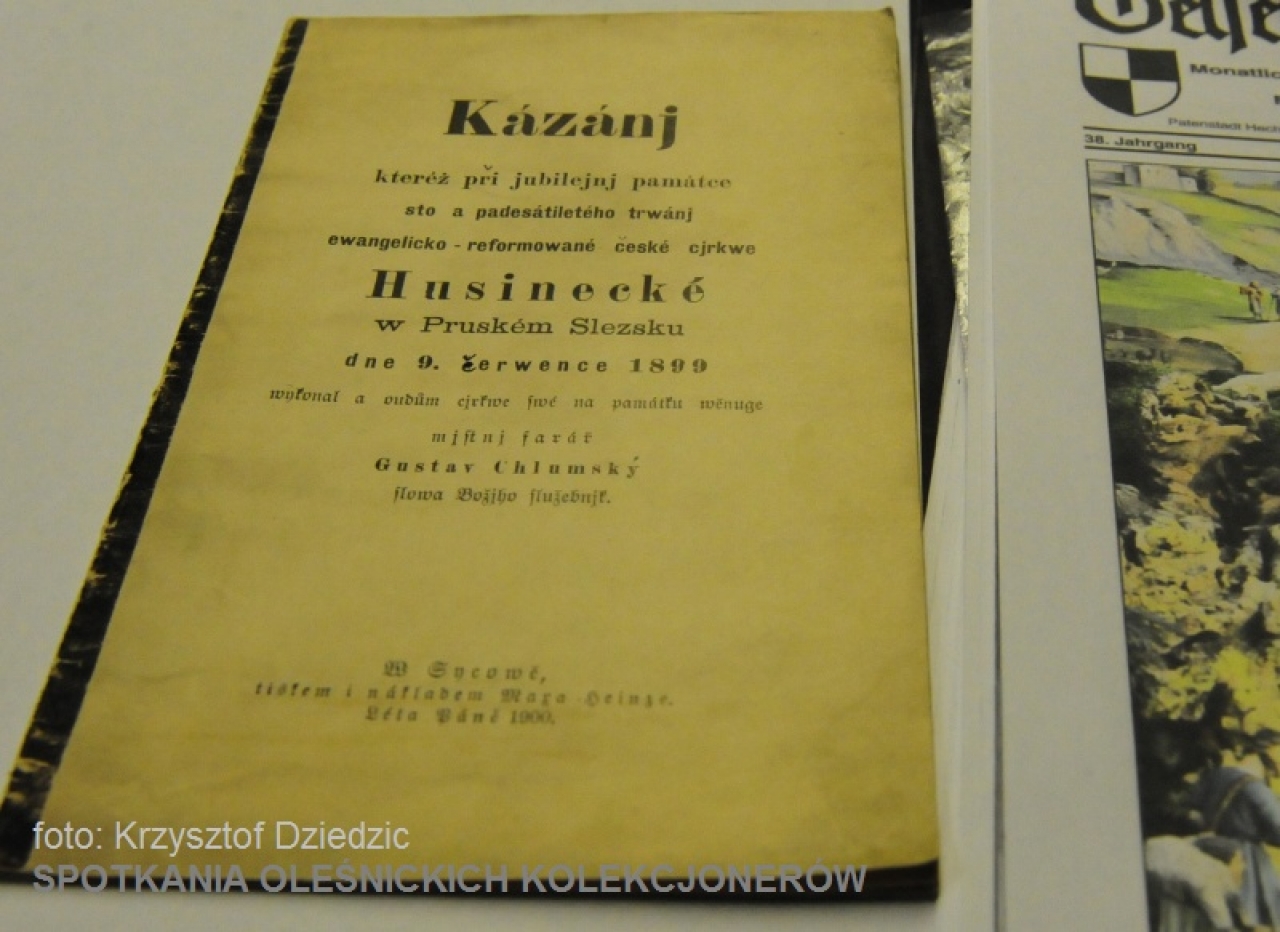 Kázánj
kteréž při jubilejnj památce
sto a padesátiletého trwánj
ewangelicko - reformowané české cjrkwe
Husinecké
w Pruském Slezsku
dne 9. července 1899
wykonal a oudům cjrkwe swé na památku wěnuge
mjstnj farář
Gustav Chlumský
slowa Božjho služebnjk.
W Sycowě,
tiskem i nákladem Maxa Heinze.
Léta Páně 1900.
Monatlic
Patenstadt Hech
38. Jahrgang
foto: Krzysztof Dziedzic
SPOTKANIA OLEŚNICKICH KOLEKCJONERÓW